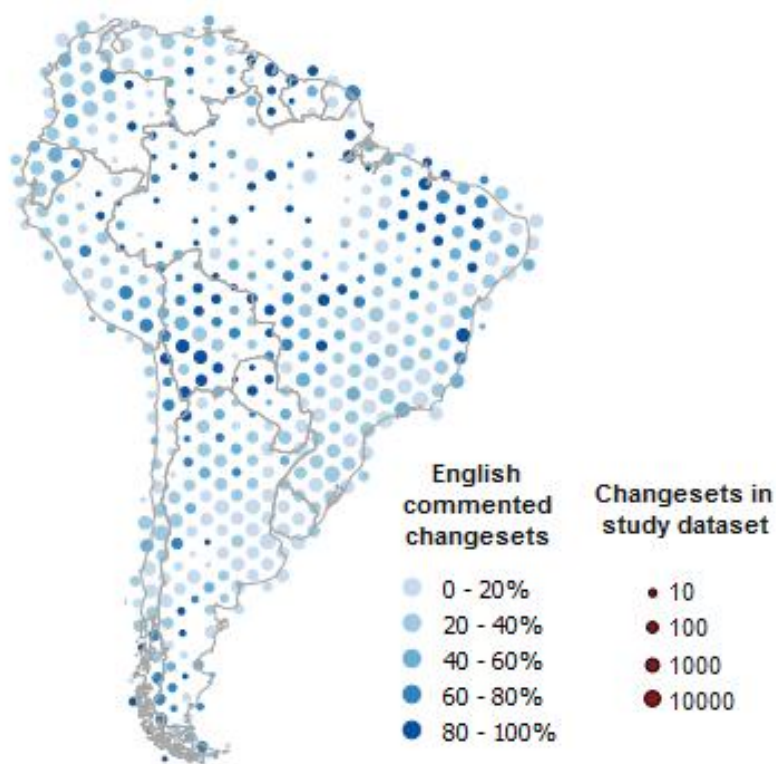 English
commented
changesets
0 - 20%
20 - 40%
40 - 60%
60 - 80%
80 - 100%
Changesets in
study dataset
10
100
1000
10000